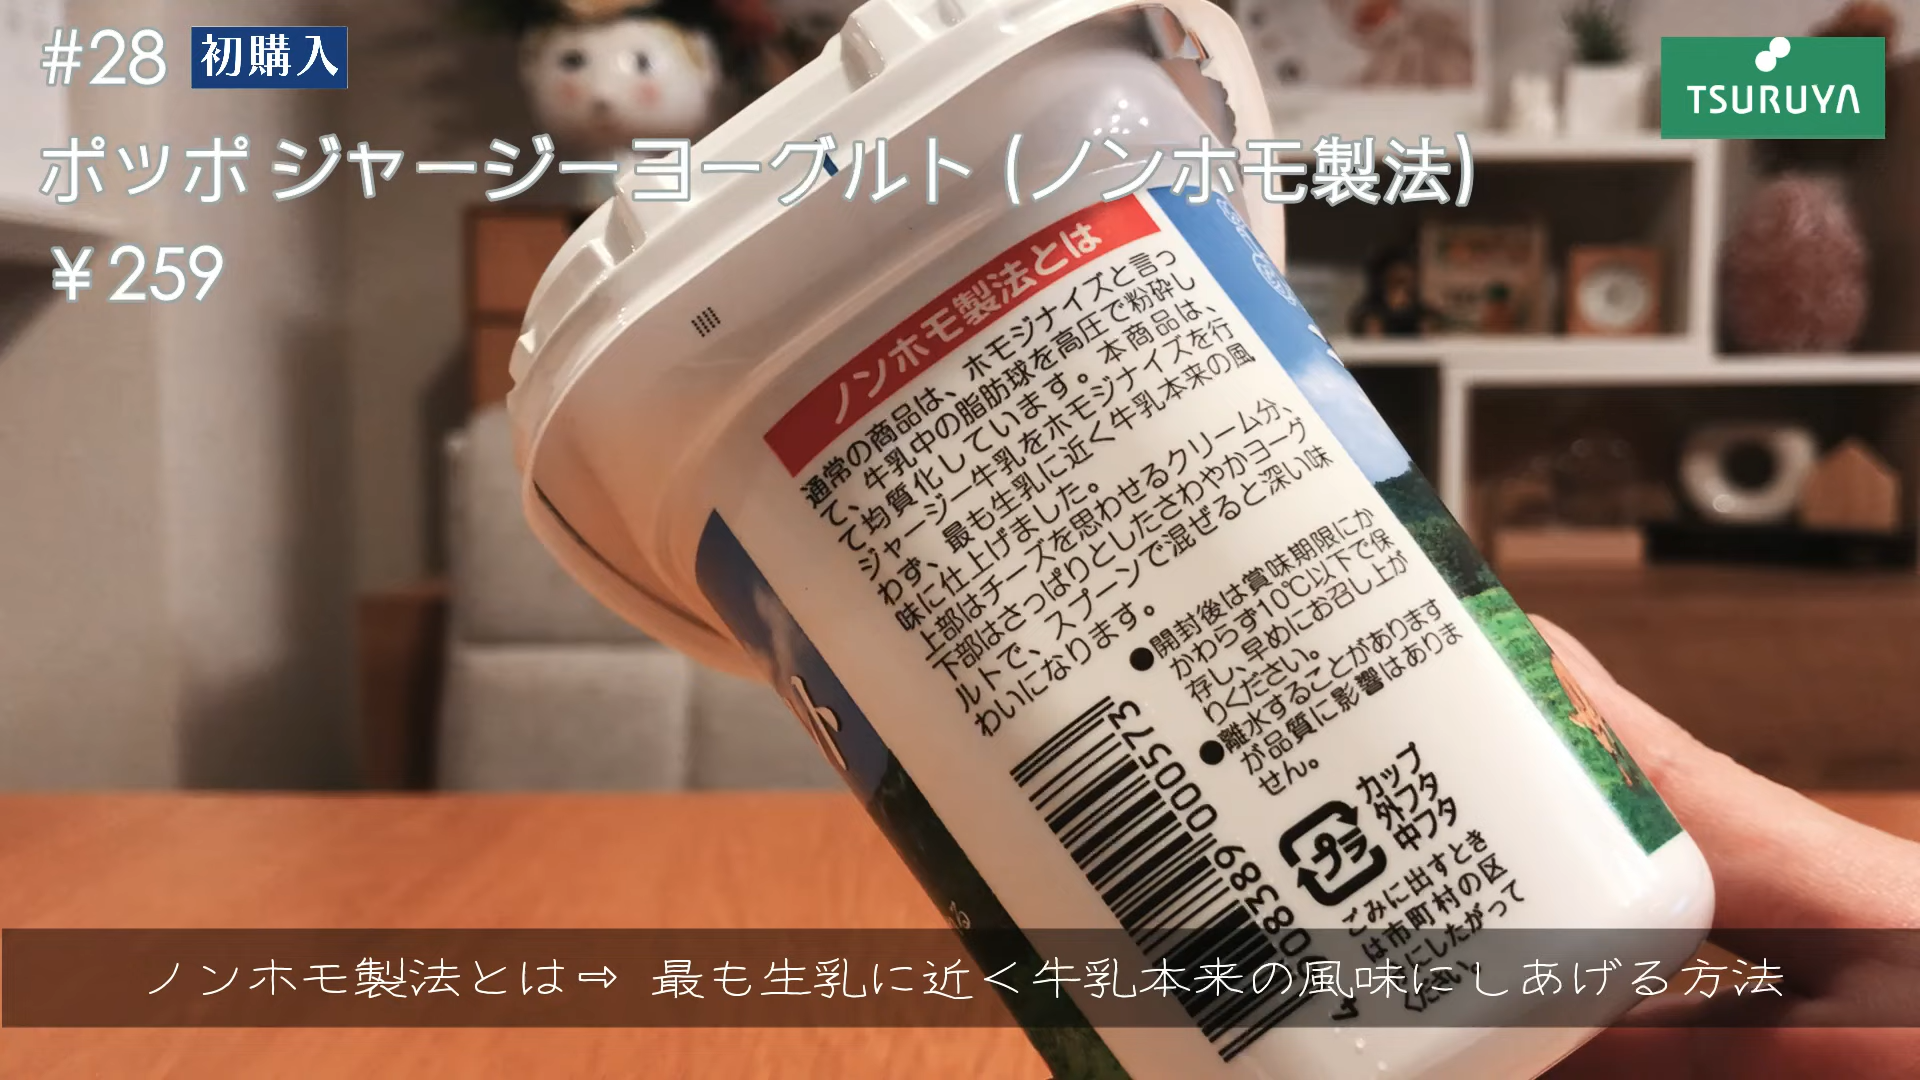 #28 初購入
TSURUYA
ポッポ ジャージーヨーグルト (ノンホモ製法)
￥259
ノンホモ製法とは
通常の商品は、ホモジナイズと言っ
て、牛乳中の脂肪球を高圧で粉砕し
て均質化しています。本商品は、
ジャージー牛乳をホモジナイズを行
わず、最も生乳に近く牛乳本来の風
味に仕上げました。
上部はチーズを思わせるクリーム分、
下部はさっぱりとしたさわやかヨーグ
ルトで、スプーンで混ぜると深い味
わいになります。
●開封後は賞味期限にか
かわらず10℃以下で保
存し、早めにお召し上が
りください。
●離水することがあります
が品質に影響はありま
せん。
プラ
カップ
外フタ
中フタ
ごみに出すとき
は市町村の区
にしたがって
ください。
ノンホモ製法とは⇨ 最も生乳に近く牛乳本来の風味にしあげる方法